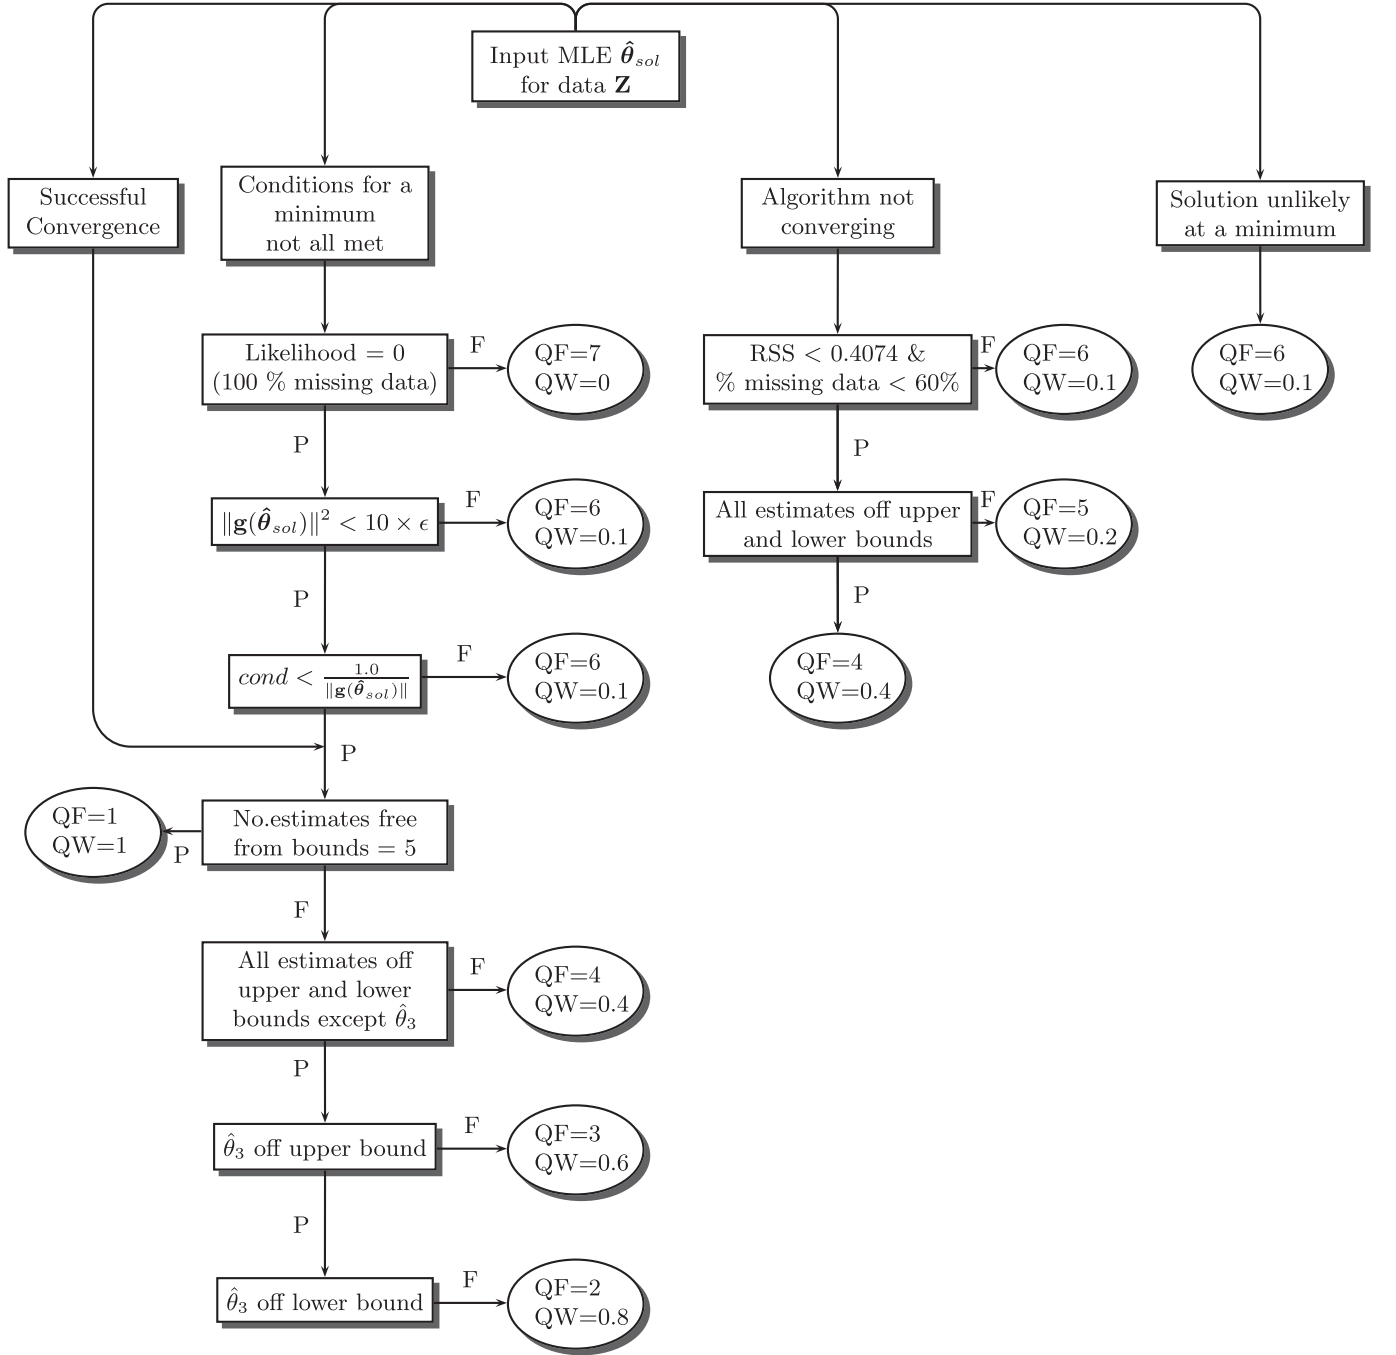 Input MLE θ̂sol
for data Z
Successful
Convergence
Conditions for a
minimum
not all met
Algorithm not
converging
Solution unlikely
at a minimum
Likelihood = 0
(100 % missing data)
F
QF=7
QW=0
RSS < 0.4074 &
% missing data < 60%
F
QF=6
QW=0.1
QF=6
QW=0.1
P
P
‖g(θ̂sol)‖² < 10 × ϵ
F
QF=6
QW=0.1
All estimates off upper
and lower bounds
F
QF=5
QW=0.2
P
P
cond < 1.0 / ‖g(θ̂sol)‖
F
QF=6
QW=0.1
QF=4
QW=0.4
P
QF=1
QW=1
P
No.estimates free
from bounds = 5
F
All estimates off
upper and lower
bounds except θ̂3
F
QF=4
QW=0.4
P
θ̂3 off upper bound
F
QF=3
QW=0.6
P
θ̂3 off lower bound
F
QF=2
QW=0.8